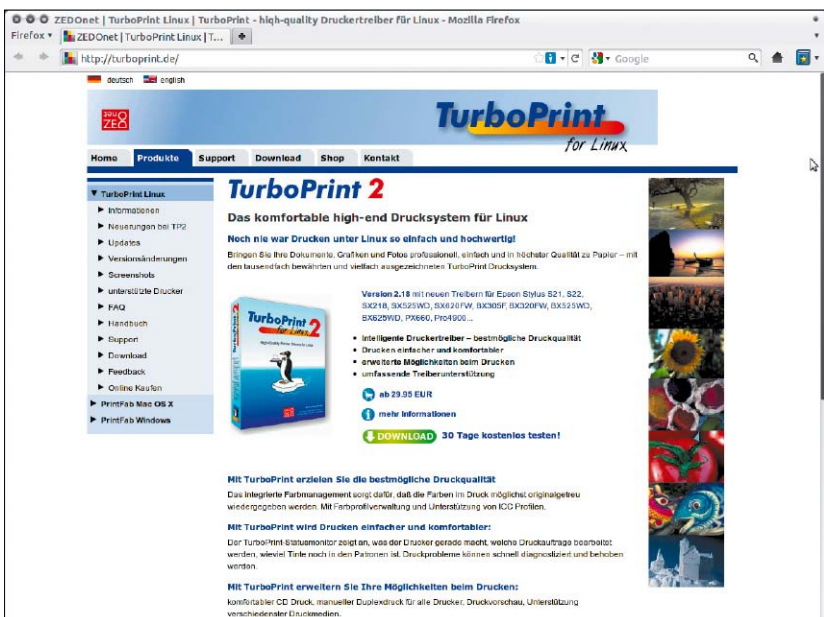 ZEDOnet | TurboPrint Linux | TurboPrint - high-quality Druckertreiber für Linux - Mozilla Firefox
Firefox
ZEDOnet | TurboPrint Linux | T...
http://turboprint.de/
Google
deutsch english
ZEDO
TurboPrint
for Linux
Home Produkte Support Download Shop Kontakt
TurboPrint Linux
Informationen
Neuerungen bei TP2
Updates
Versionsänderungen
Screenshots
unterstützte Drucker
FAQ
Handbuch
Support
Download
Feedback
Online Kaufen
PrintFab Mac OS X
PrintFab Windows
TurboPrint 2
Das komfortable high-end Drucksystem für Linux
Noch nie war Drucken unter Linux so einfach und hochwertig!
Bringen Sie Ihre Dokumente, Grafiken und Fotos professionell, einfach und in höchster Qualität zu Papier – mit
den tausendfach bewährten und vielfach ausgezeichneten TurboPrint Drucksystem.
TurboPrint 2
for Linux
Version 2.18 mit neuen Treibern für Epson Stylus S21, S22,
SX218, SX525WD, SX620FW, BX305F, BX320FW, BX525WD,
BX625WD, PX660, Pro4900...
Intelligente Druckertreiber – bestmögliche Druckqualität
Drucken einfacher und komfortabler
erweiterte Möglichkeiten beim Drucken
umfassende Treiberunterstützung
ab 29.95 EUR
mehr Informationen
DOWNLOAD 30 Tage kostenlos testen!
Mit TurboPrint erzielen Sie die bestmögliche Druckqualität
Das integrierte Farbmanagement sorgt dafür, daß die Farben im Druck möglichst originalgetreu
wiedergegeben werden. Mit Farbprofilverwaltung und Unterstützung von ICC Profilen.
Mit TurboPrint wird Drucken einfacher und komfortabler:
Der TurboPrint-Statusmonitor zeigt an, was der Drucker gerade macht, welche Druckaufträge bearbeitet
werden, wieviel Tinte noch in den Patronen ist. Druckprobleme können schnell diagnostiziert und behoben
werden.
Mit TurboPrint erweitern Sie Ihre Möglichkeiten beim Drucken:
komfortabler CD Druck, manueller Duplexdruck für alle Drucker, Druckvorschau, Unterstützung
verschiedenster Druckmedien.